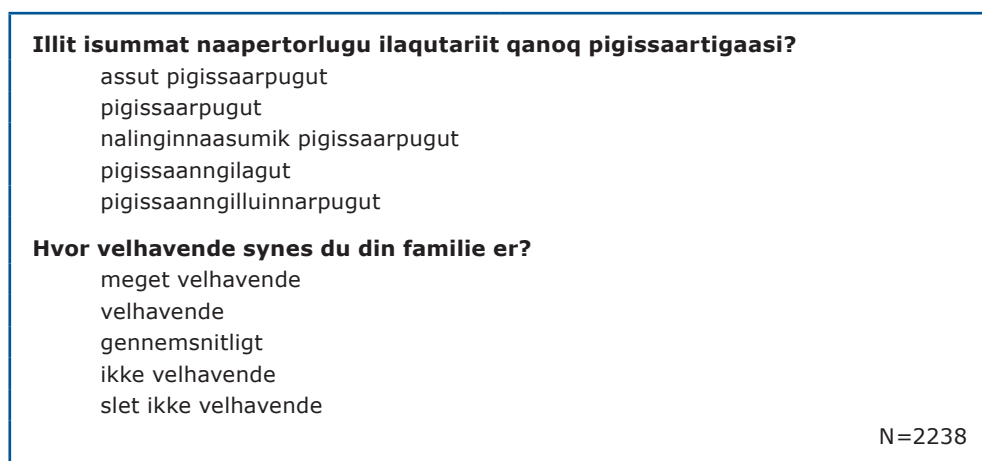 Illit isummat naapertorlugu ilaqutariit qanoq pigissaartigaasi?
assut pigissaarpugut
pigissaarpugut
nalinginnaasumik pigissaarpugut
pigissaanngilagut
pigissaanngilluinnarpugut
Hvor velhavende synes du din familie er?
meget velhavende
velhavende
gennemsnitligt
ikke velhavende
slet ikke velhavende
N=2238